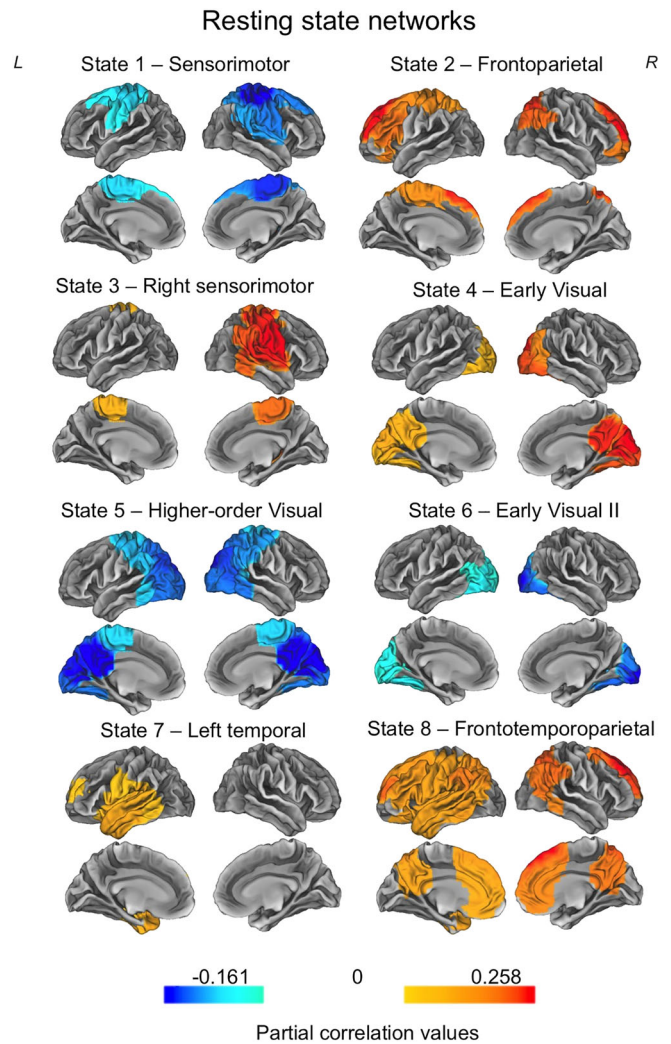 Resting state networks
L
R
State 1 – Sensorimotor
State 2 – Frontoparietal
State 3 – Right sensorimotor
State 4 – Early Visual
State 5 – Higher-order Visual
State 6 – Early Visual II
State 7 – Left temporal
State 8 – Frontotemporoparietal
-0.161
0
0.258
Partial correlation values